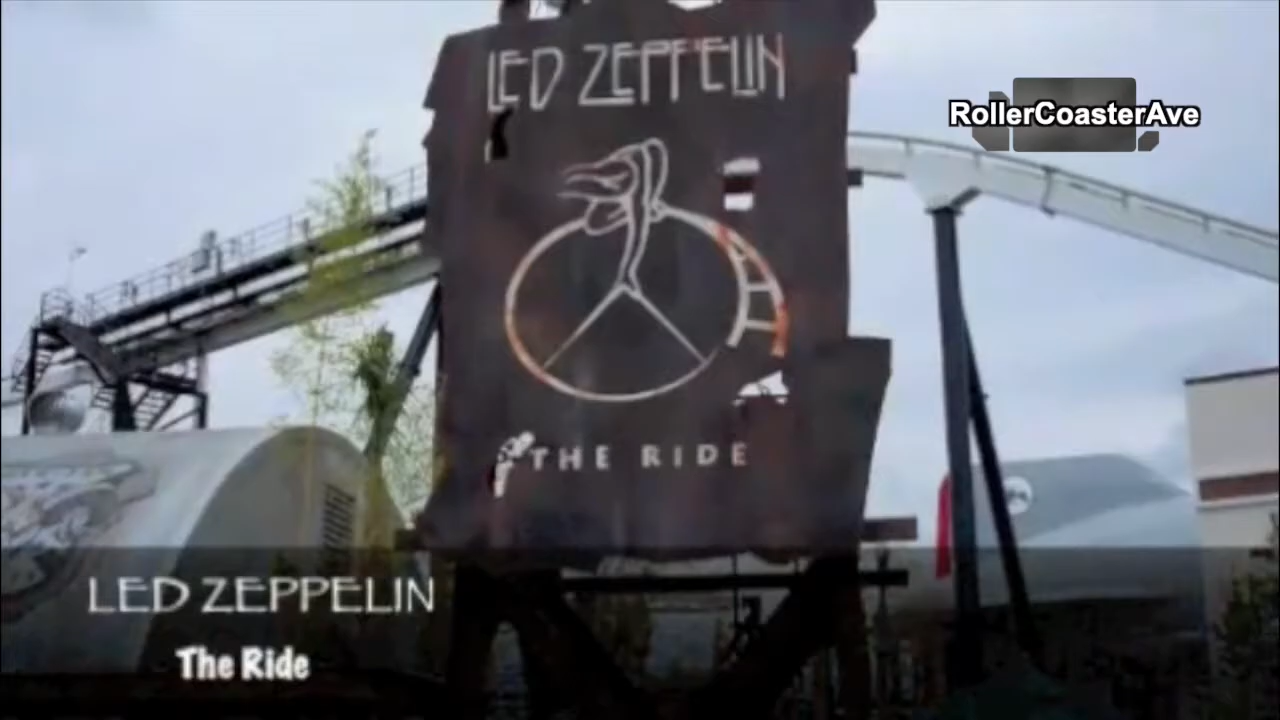 LED ZEPPELIN
RollerCoasterAve
THE RIDE
LED ZEPPELIN
The Ride